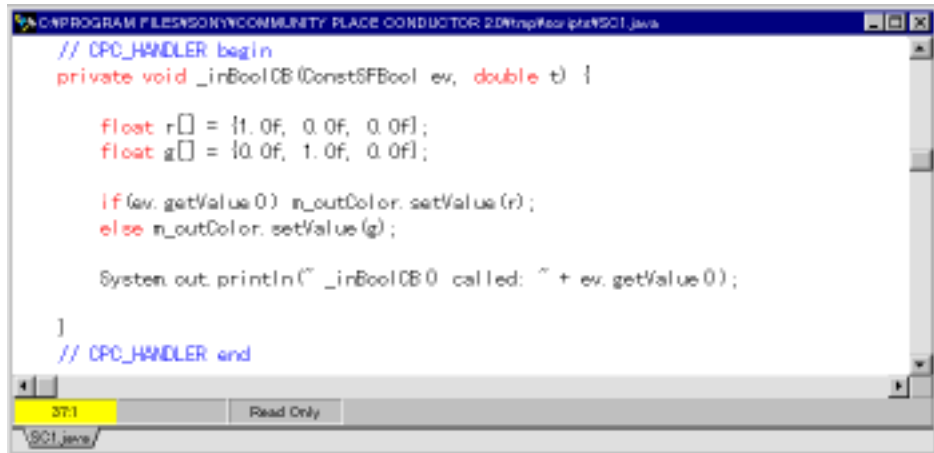 C:¥PROGRAM FILES¥SONY¥COMMUNITY PLACE CONDUCTOR 2.0¥tmp¥scripts¥SC1.java
// CPC_HANDLER begin
private void _inBoolCB(ConstSFBool ev, double t) {
float r[] = {1.0f, 0.0f, 0.0f};
float g[] = {0.0f, 1.0f, 0.0f};
if(ev.getValue()) m_outColor.setValue(r);
else m_outColor.setValue(g);
System.out.println(" _inBoolCB() called: " + ev.getValue());
}
// CPC_HANDLER end
37:1 Read Only
SC1.java